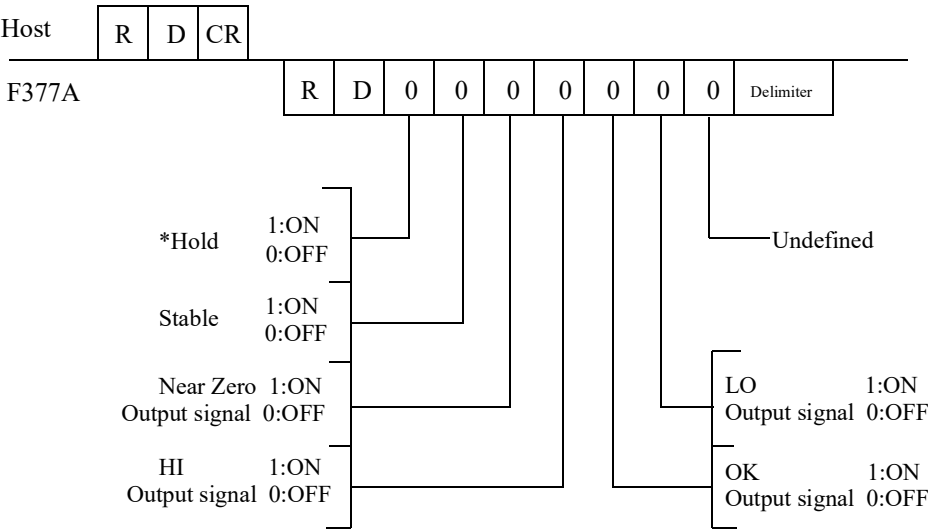 Host R D CR
F377A R D 0 0 0 0 0 0 0 Delimiter
*Hold 1:ON
0:OFF
Undefined
Stable 1:ON
0:OFF
Near Zero 1:ON
Output signal 0:OFF
LO 1:ON
Output signal 0:OFF
HI 1:ON
Output signal 0:OFF
OK 1:ON
Output signal 0:OFF